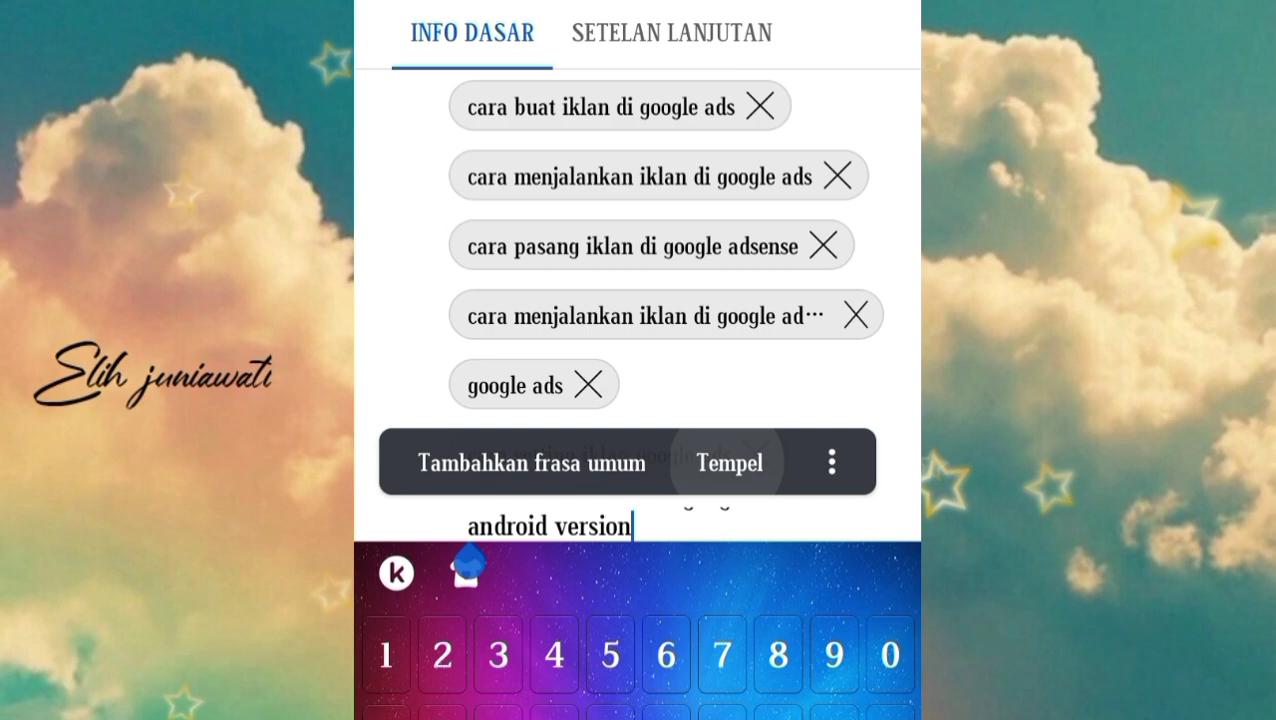 INFO DASAR SETELAN LANJUTAN
cara buat iklan di google ads
cara menjalankan iklan di google ads
cara pasang iklan di google adsense
cara menjalankan iklan di google ad···
google ads
Tambahkan frasa umum Tempel
android version
Elih juniawati
k
1 2 3 4 5 6 7 8 9 0